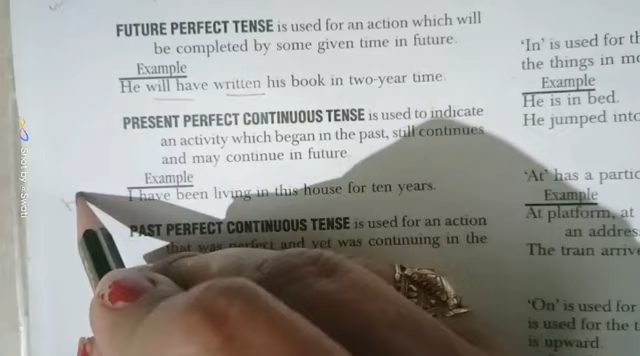 FUTURE PERFECT TENSE is used for an action which will
be completed by some given time in future.
Example
He will have written his book in two-year time.
PRESENT PERFECT CONTINUOUS TENSE is used to indicate
an activity which began in the past, still continues
and may continue in future.
Example
I have been living in this house for ten years.
PAST PERFECT CONTINUOUS TENSE is used for an action
that was perfect and yet was continuing in the
'In' is used for
the things in
Example
He is in bed.
He jumped into
'At' has a
Example
At platform, at
an
The train
'On' is used for
is used for the
is upward.
Shot by